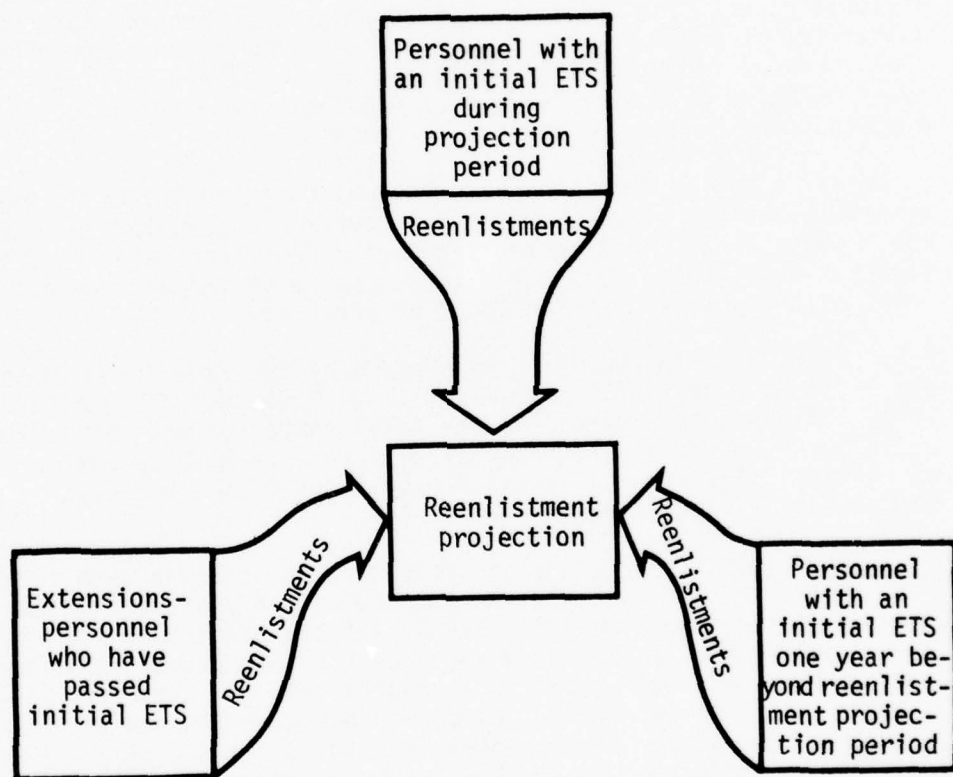 Personnel with
an initial ETS
during
projection
period
Reenlistments
Reenlistment
projection
Extensions-
personnel
who have
passed
initial ETS
Reenlistments
Reenlistments
Personnel
with an
initial ETS
one year be-
yond reenlist-
ment projec-
tion period